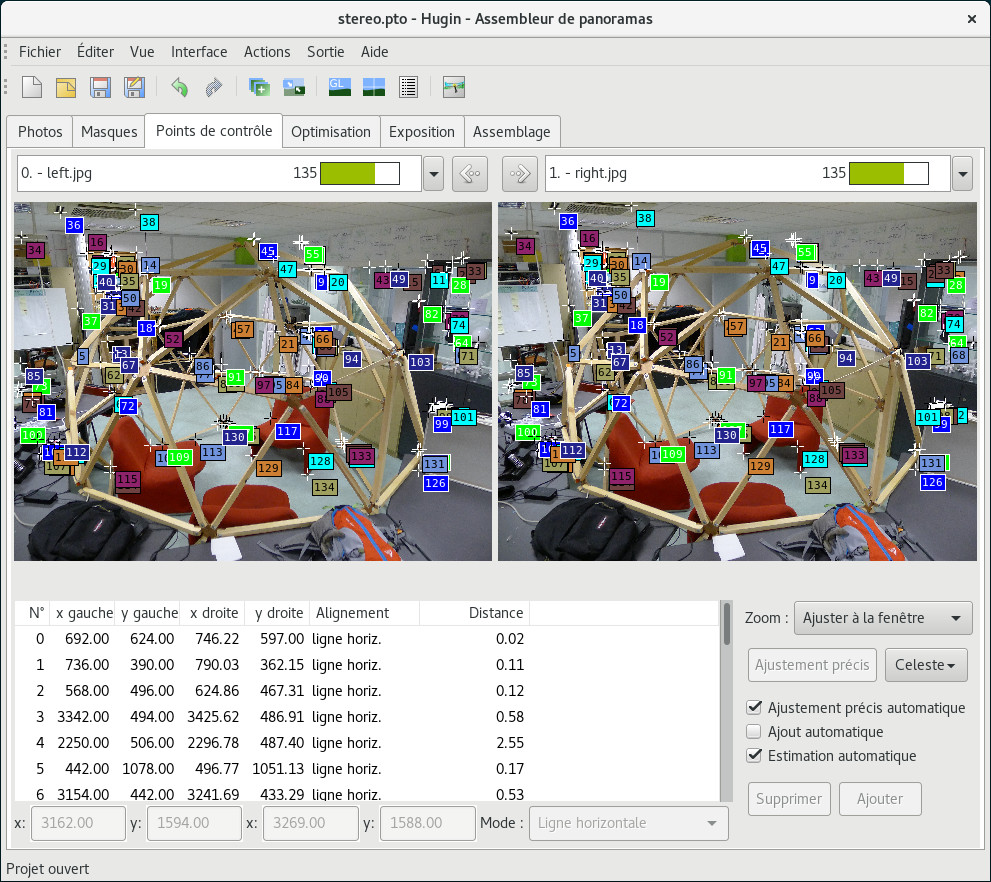 stereo.pto - Hugin - Assembleur de panoramas
Fichier Éditer Vue Interface Actions Sortie Aide
GL
Photos Masques Points de contrôle Optimisation Exposition Assemblage
0. - left.jpg 135 1. - right.jpg 135
36 38 36 38
34 16 45 55 34 16 45 55
29 30 14 47 29 30 14 47
40 35 19 9 20 43 49 5 11 33 28 40 35 19 9 20 43 49 15 33 28
31 50 42 31 50
37 18 57 82 74 37 18 57 82 74
52 21 66 64 52 21 66 64
5 67 86 94 103 71 5 13 67 86 94 103 71 68
85 62 91 97 84 105 85 62 91 97 84 105
81 72 99 101 81 72 101
130 117 130 117
112 109 113 128 133 131 112 109 113 128 133 131
115 129 134 126 115 129 134 126
N° x gauche y gauche x droite y droite Alignement Distance
0 692.00 624.00 746.22 597.00 ligne horiz. 0.02
1 736.00 390.00 790.03 362.15 ligne horiz. 0.11
2 568.00 496.00 624.86 467.31 ligne horiz. 0.12
3 3342.00 494.00 3425.62 486.91 ligne horiz. 0.58
4 2250.00 506.00 2296.78 487.40 ligne horiz. 2.55
5 442.00 1078.00 496.77 1051.13 ligne horiz. 0.17
6 3154.00 442.00 3241.69 433.29 ligne horiz. 0.53
Zoom : Ajuster à la fenêtre
Ajustement précis Celeste
Ajustement précis automatique
Ajout automatique
Estimation automatique
Supprimer Ajouter
x: 3162.00 y: 1594.00 x: 3269.00 y: 1588.00 Mode : Ligne horizontale
Projet ouvert